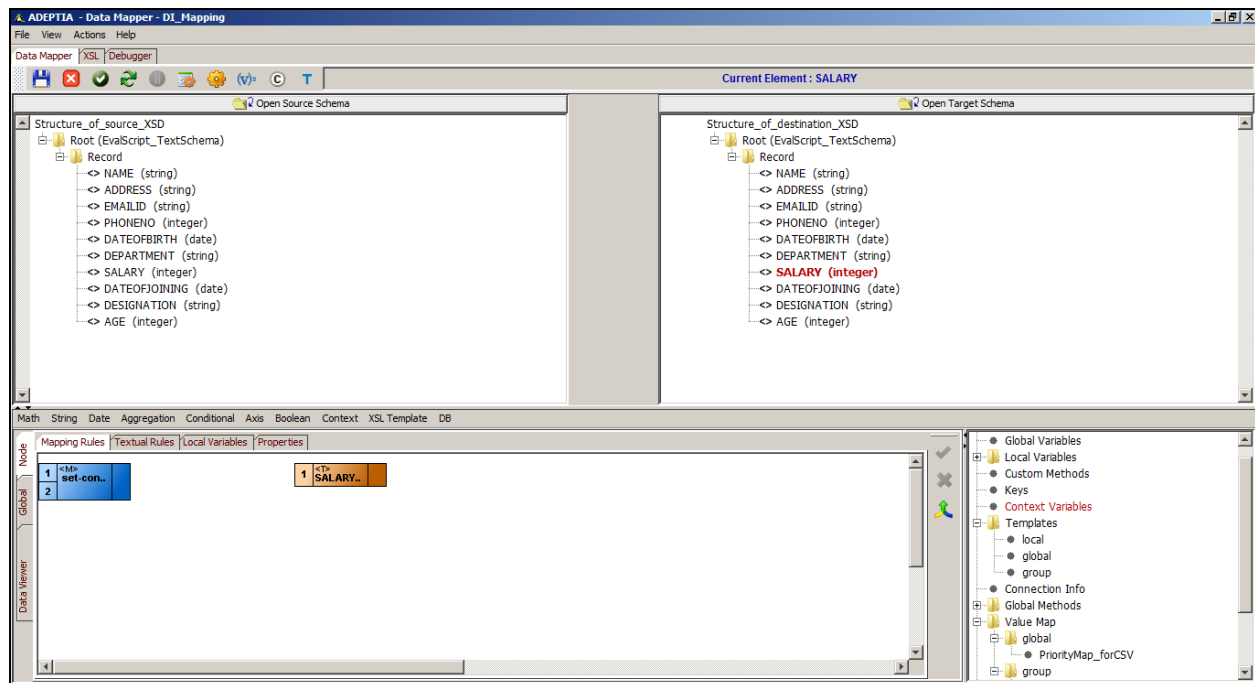 ADEPTIA - Data Mapper - DI_Mapping
File View Actions Help
Data Mapper XSL Debugger
(v)= C T Current Element : SALARY
Open Source Schema
Open Target Schema
Structure_of_source_XSD
Root (EvalScript_TextSchema)
Record
<> NAME (string)
<> ADDRESS (string)
<> EMAILID (string)
<> PHONENO (integer)
<> DATEOFBIRTH (date)
<> DEPARTMENT (string)
<> SALARY (integer)
<> DATEOFJOINING (date)
<> DESIGNATION (string)
<> AGE (integer)
Structure_of_destination_XSD
Root (EvalScript_TextSchema)
Record
<> NAME (string)
<> ADDRESS (string)
<> EMAILID (string)
<> PHONENO (integer)
<> DATEOFBIRTH (date)
<> DEPARTMENT (string)
<> SALARY (integer)
<> DATEOFJOINING (date)
<> DESIGNATION (string)
<> AGE (integer)
Math String Date Aggregation Conditional Axis Boolean Context XSL Template DB
Node
Global
Data Viewer
Mapping Rules Textual Rules Local Variables Properties
1 <M> set-con..
2
1 <T> SALARY..
Global Variables
Local Variables
Custom Methods
Keys
Context Variables
Templates
local
global
group
Connection Info
Global Methods
Value Map
global
PriorityMap_forCSV
group